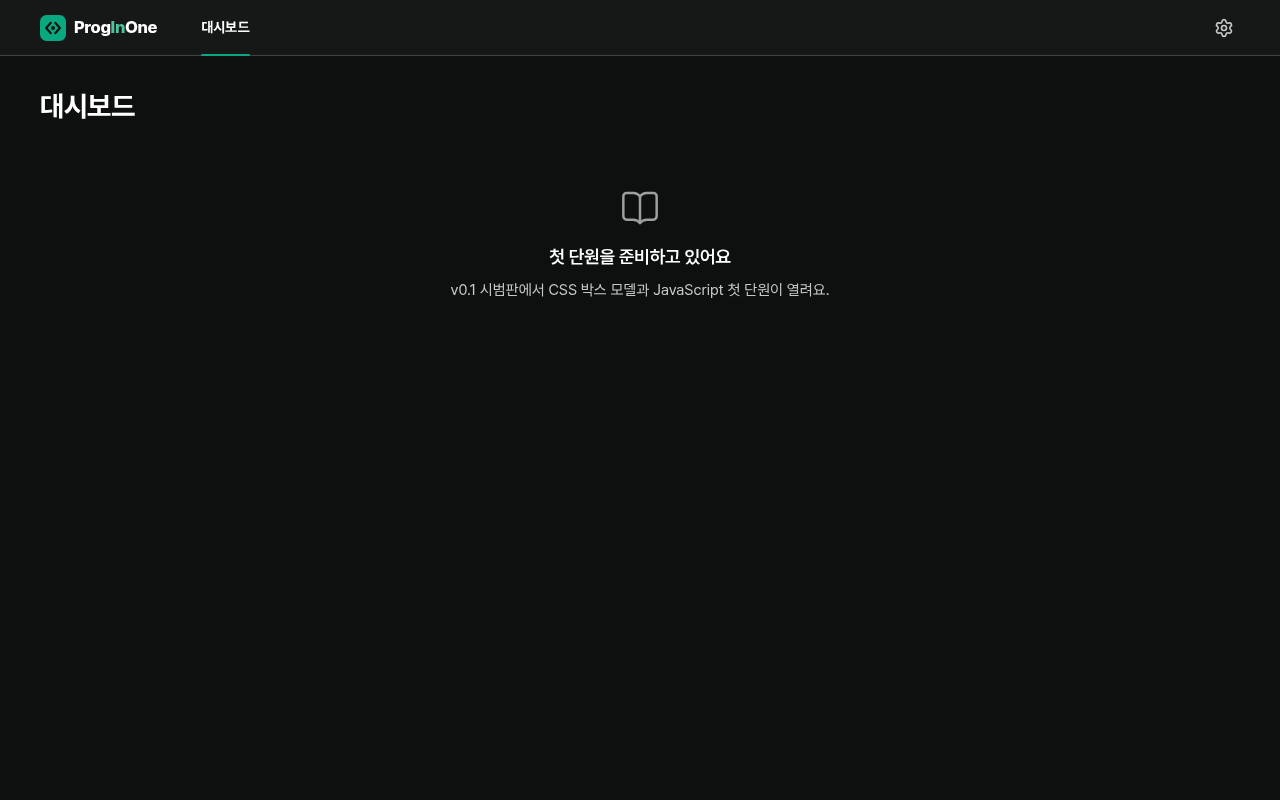 ProgInOne
대시보드
대시보드
첫 단원을 준비하고 있어요
v0.1 시범판에서 CSS 박스 모델과 JavaScript 첫 단원이 열려요.